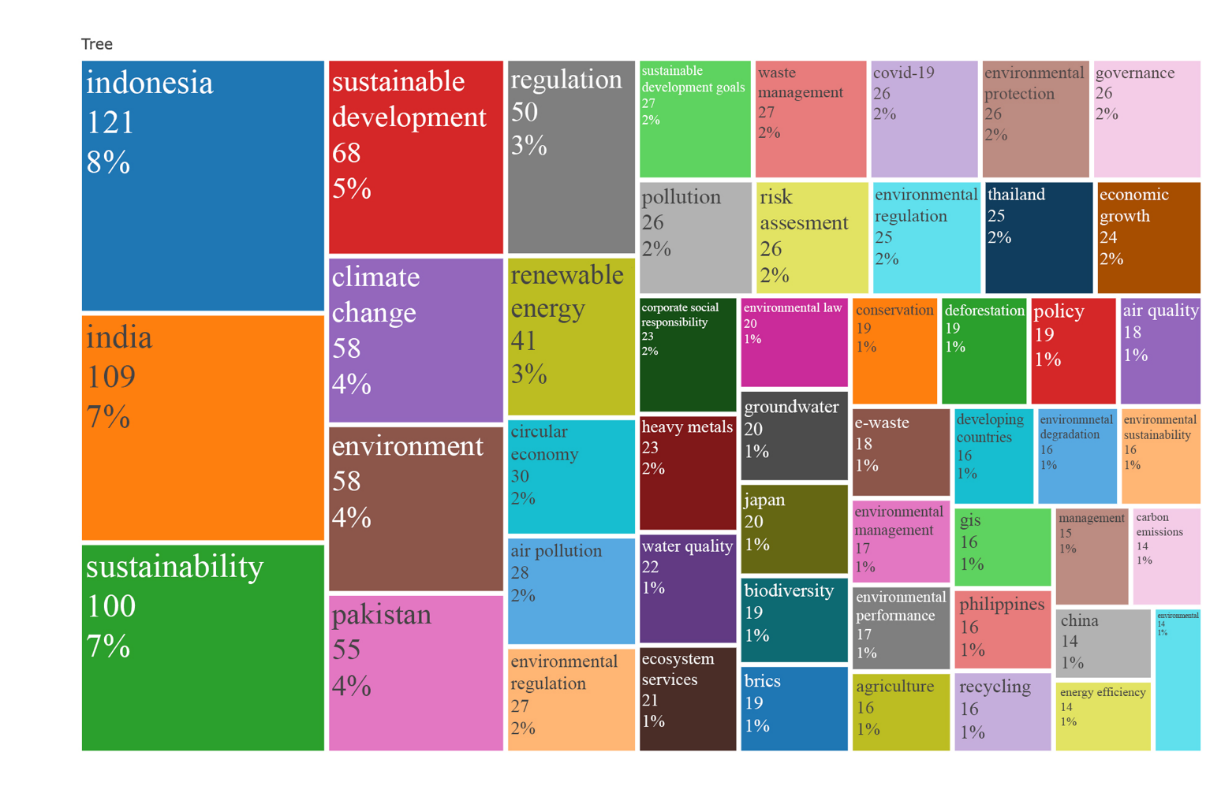 Tree
indonesia
121
8%
india
109
7%
sustainability
100
7%
sustainable
development
68
5%
climate
change
58
4%
environment
58
4%
pakistan
55
4%
regulation
50
3%
renewable
energy
41
3%
circular
economy
30
2%
air pollution
28
2%
environmental
regulation
27
2%
sustainable
development goals
27
2%
waste
management
27
2%
covid-19
26
2%
environmental
protection
26
2%
governance
26
2%
pollution
26
2%
risk
assesment
26
2%
environmental
regulation
25
2%
thailand
25
2%
economic
growth
24
2%
corporate social
responsibility
23
2%
heavy metals
23
2%
water quality
22
1%
ecosystem
services
21
1%
environmental law
20
1%
groundwater
20
1%
japan
20
1%
biodiversity
19
1%
brics
19
1%
conservation
19
1%
deforestation
19
1%
policy
19
1%
air quality
18
1%
e-waste
18
1%
environmental
management
17
1%
environmental
performance
17
1%
agriculture
16
1%
developing
countries
16
1%
environmnetal
degradation
16
1%
environmental
sustainability
16
1%
gis
16
1%
philippines
16
1%
recycling
16
1%
management
15
1%
carbon
emissions
14
1%
china
14
1%
energy efficiency
14
1%
environmental
14
1%